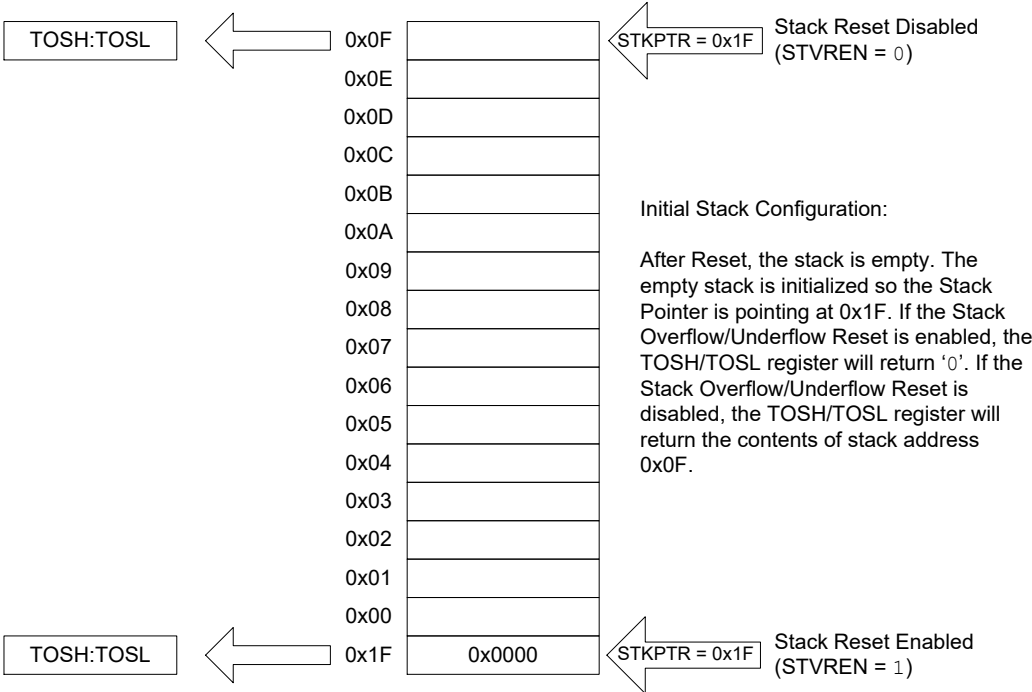 TOSH:TOSL
0x0F
STKPTR = 0x1F
Stack Reset Disabled
(STVREN = 0)
0x0E
0x0D
0x0C
0x0B
0x0A
0x09
0x08
0x07
0x06
0x05
0x04
0x03
0x02
0x01
0x00
Initial Stack Configuration:
After Reset, the stack is empty. The
empty stack is initialized so the Stack
Pointer is pointing at 0x1F. If the Stack
Overflow/Underflow Reset is enabled, the
TOSH/TOSL register will return ‘0’. If the
Stack Overflow/Underflow Reset is
disabled, the TOSH/TOSL register will
return the contents of stack address
0x0F.
TOSH:TOSL
0x1F
0x0000
STKPTR = 0x1F
Stack Reset Enabled
(STVREN = 1)